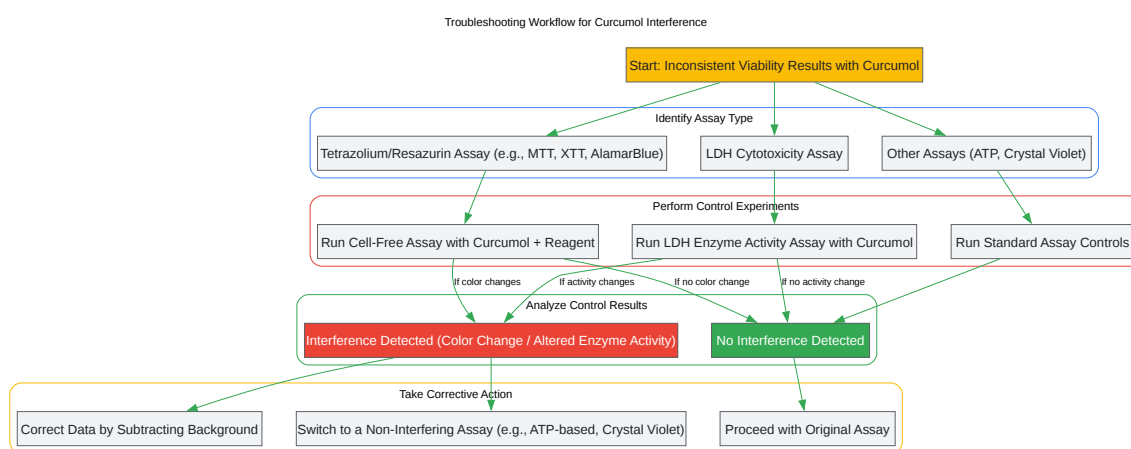 Troubleshooting Workflow for Curcumol Interference
Start: Inconsistent Viability Results with Curcumol
Identify Assay Type
Tetrazolium/Resazurin Assay (e.g., MTT, XTT, AlamarBlue)
LDH Cytotoxicity Assay
Other Assays (ATP, Crystal Violet)
Perform Control Experiments
Run Cell-Free Assay with Curcumol + Reagent
Run LDH Enzyme Activity Assay with Curcumol
Run Standard Assay Controls
If color changes
If activity changes
If no color change
If no activity change
Analyze Control Results
Interference Detected (Color Change / Altered Enzyme Activity)
No Interference Detected
Take Corrective Action
Correct Data by Subtracting Background
Switch to a Non-Interfering Assay (e.g., ATP-based, Crystal Violet)
Proceed with Original Assay